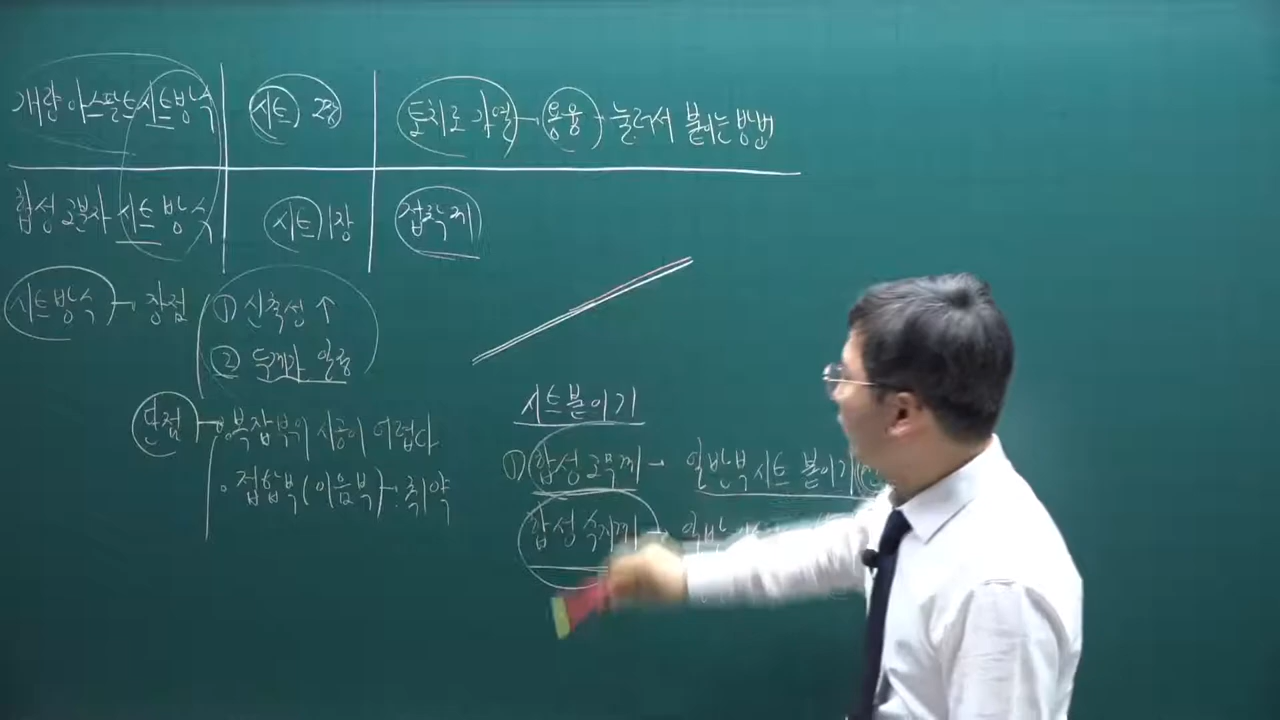 개량 아스팔트 시트방식 시트 2장 토치로 가열 → 용융 → 눌러서 붙이는 방법
합성고분자 시트 방식 시트 1장 접착제
시트방식 → 장점 ① 신축성 ↑
② 두께가 일정
단점 → · 복잡부위 시공이 어렵다
· 접합부(이음부) → 취약
시트붙이기
① 합성고무계 → 일반부 시트 붙이기
합성수지계 → 일반